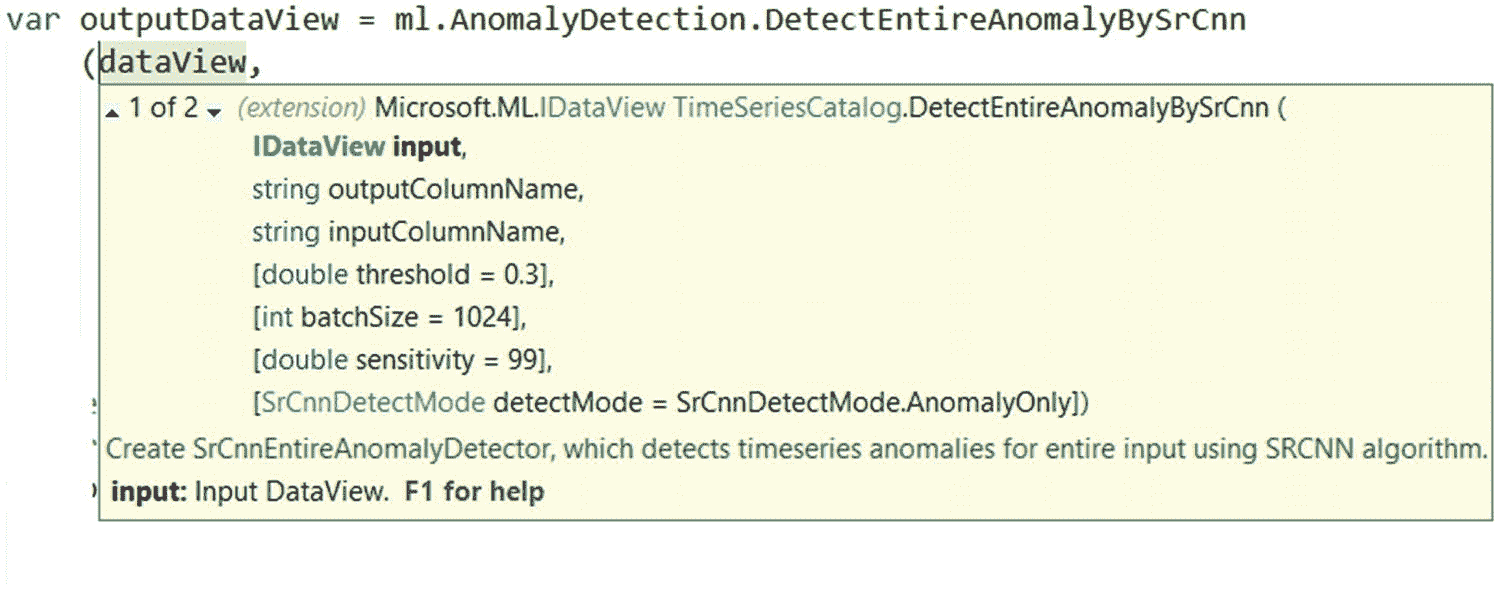 var outputDataView = ml.AnomalyDetection.DetectEntireAnomalyBySrCnn
(dataView,
1 of 2 (extension) Microsoft.ML.IDataView TimeSeriesCatalog.DetectEntireAnomalyBySrCnn (
IDataView input,
string outputColumnName,
string inputColumnName,
[double threshold = 0.3],
[int batchSize = 1024],
[double sensitivity = 99],
[SrCnnDetectMode detectMode = SrCnnDetectMode.AnomalyOnly])
Create SrCnnEntireAnomalyDetector, which detects timeseries anomalies for entire input using SRCNN algorithm.
input: Input DataView. F1 for help